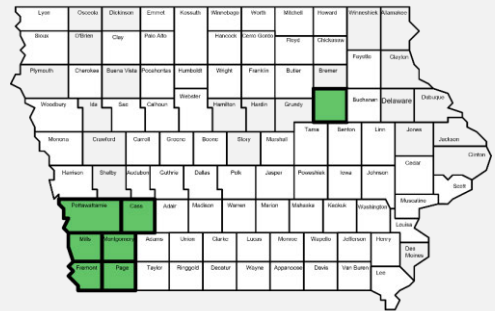 Lyon Osceola Dickinson Emmet Kossuth Winnebago Worth Mitchell Howard Winneshiek Allamakee
Sioux O'Brien Clay Palo Alto Hancock Cerro Gordo Floyd Chickasaw
Fayette Clayton
Plymouth Cherokee Buena Vista Pocahontas Humboldt Wright Franklin Butler Bremer
Webster
Woodbury Ida Sac Calhoun Hamilton Hardin Grundy Buchanan Delaware Dubuque
Tama Benton Linn Jones Jackson
Monona Crawford Carroll Greene Boone Story Marshall
Clinton
Cedar
Harrison Shelby Audubon Guthrie Dallas Polk Jasper Poweshiek Iowa Johnson
Scott
Muscatine
Pottawattamie Cass Adair Madison Warren Marion Mahaska Keokuk Washington
Louisa
Mills Montgomery Adams Union Clarke Lucas Monroe Wapello Jefferson Henry
Des
Moines
Fremont Page Taylor Ringgold Decatur Wayne Appanoose Davis Van Buren
Lee